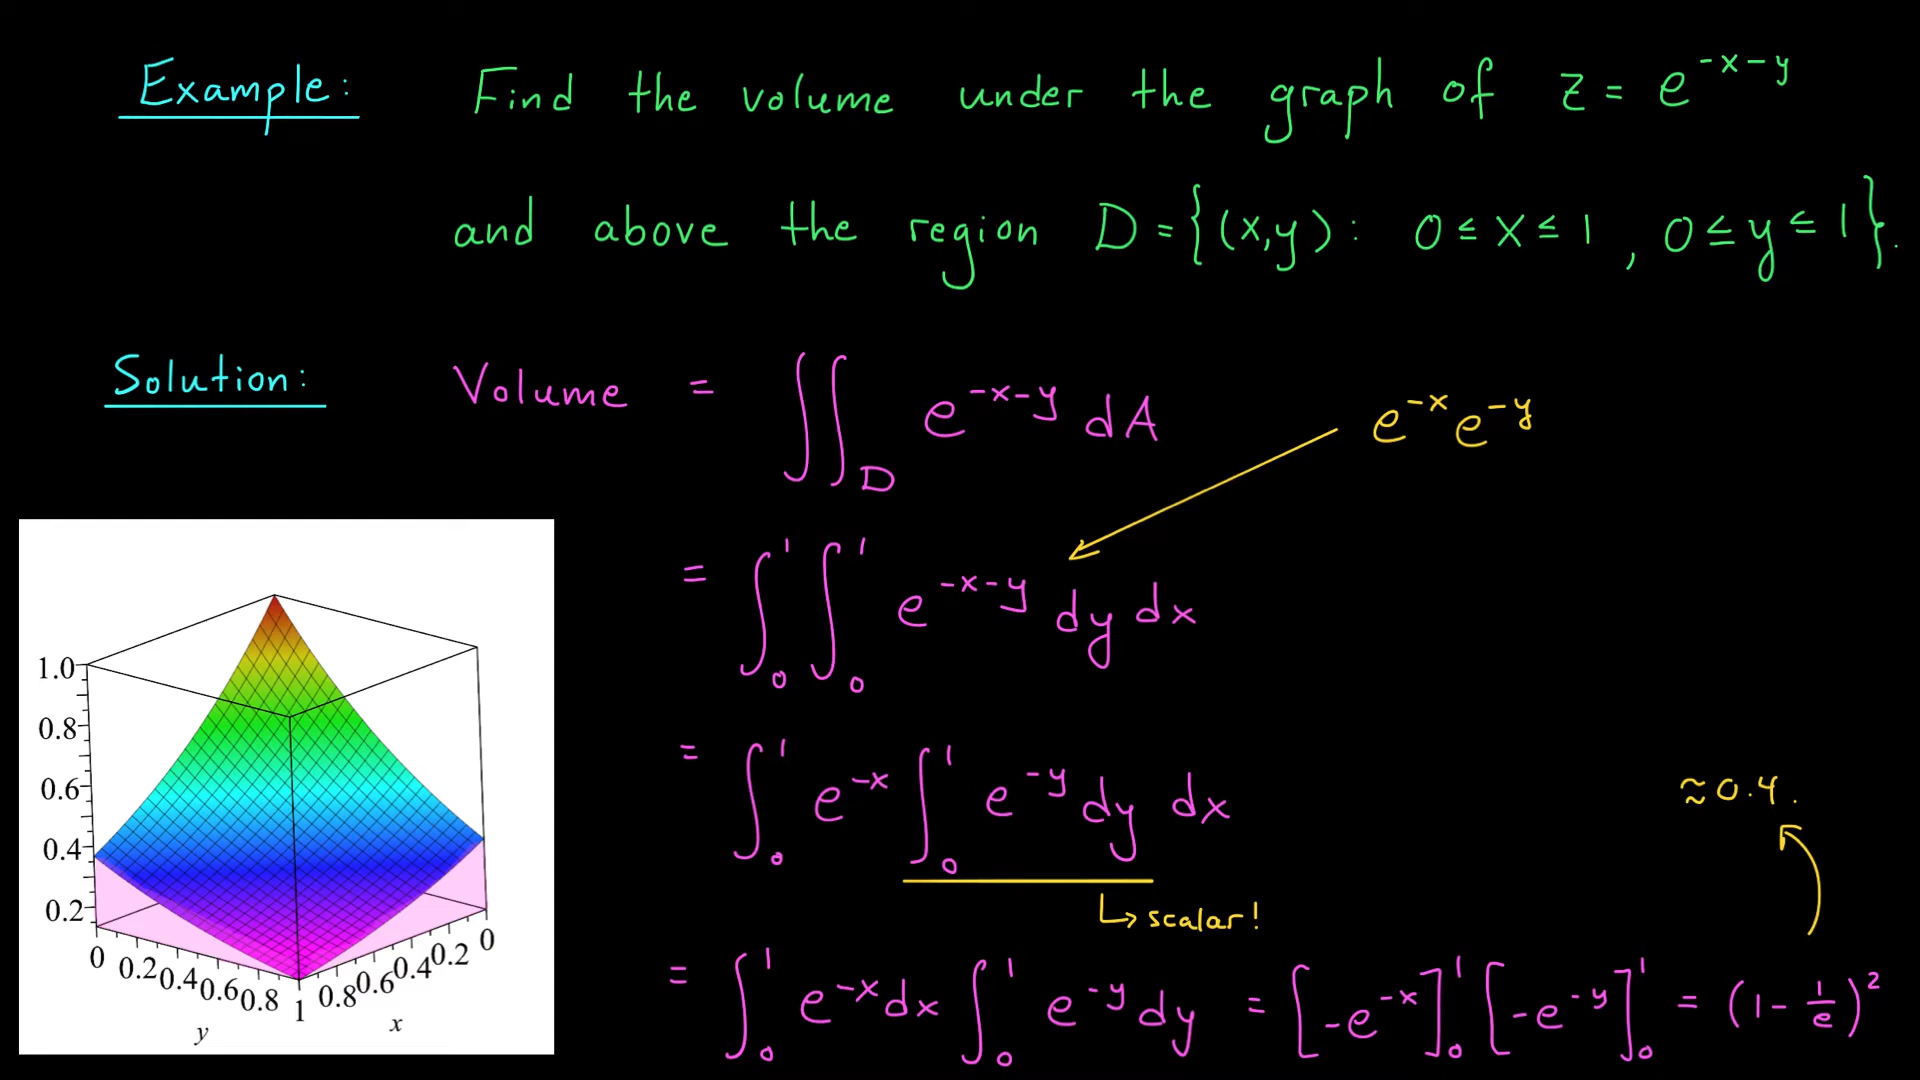 Example: Find the volume under the graph of z = e^{-x-y}
and above the region D = {(x,y): 0 ≤ x ≤ 1, 0 ≤ y ≤ 1}.
Solution: Volume = ∬_D e^{-x-y} dA
e^{-x} e^{-y}
= ∫_0^1 ∫_0^1 e^{-x-y} dy dx
= ∫_0^1 e^{-x} ∫_0^1 e^{-y} dy dx
↳ scalar!
= ∫_0^1 e^{-x} dx ∫_0^1 e^{-y} dy = [-e^{-x}]_0^1 [-e^{-y}]_0^1 = (1 - 1/e)^2
≈ 0.4.
1.0
0.8
0.6
0.4
0.2
0 0.2 0.4 0.6 0.8 1 0.8 0.6 0.4 0.2 0
y x